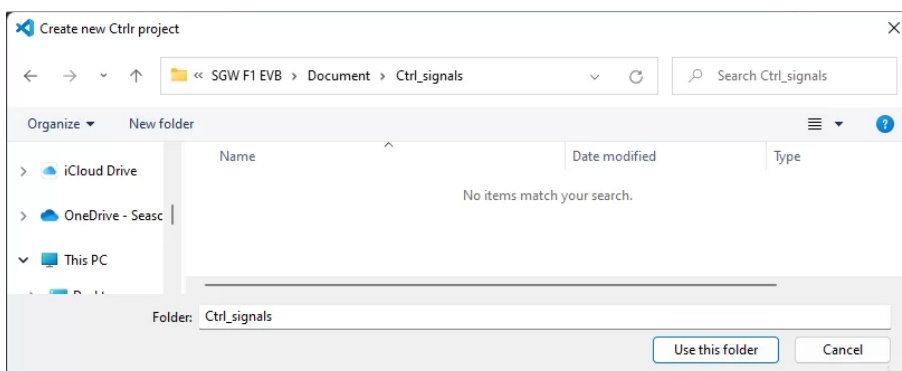 Create new Ctrlr project
« SGW F1 EVB > Document > Ctrl_signals
Search Ctrl_signals
Organize
New folder
?
Name
Date modified
Type
iCloud Drive
No items match your search.
OneDrive - Seasc
This PC
Folder: Ctrl_signals
Use this folder
Cancel